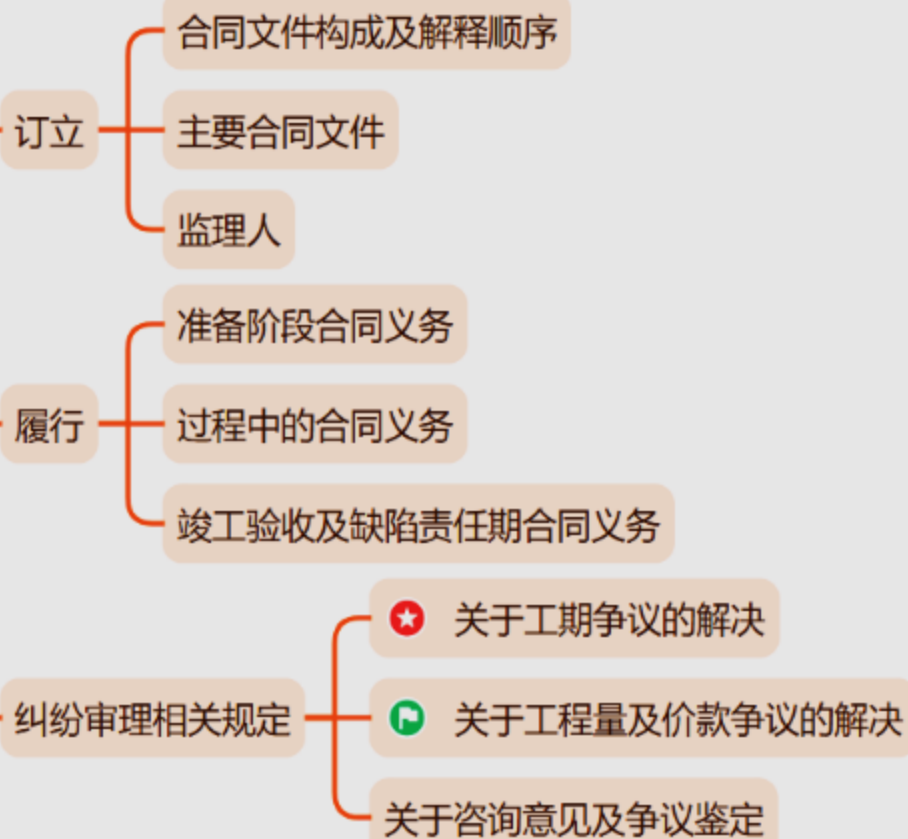 合同文件构成及解释顺序
订立
主要合同文件
监理人
准备阶段合同义务
履行
过程中的合同义务
竣工验收及缺陷责任期合同义务
关于工期争议的解决
纠纷审理相关规定
关于工程量及价款争议的解决
关于咨询意见及争议鉴定